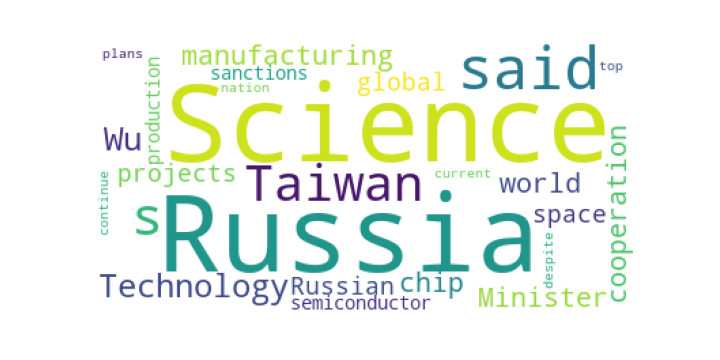 plans
manufacturing
said
top
sanctions
global
nation
production
Science
Wu
projects
Taiwan
current
world
cooperation
continue
s
Russia
space
despite
Technology
Russian
chip
Minister
semiconductor